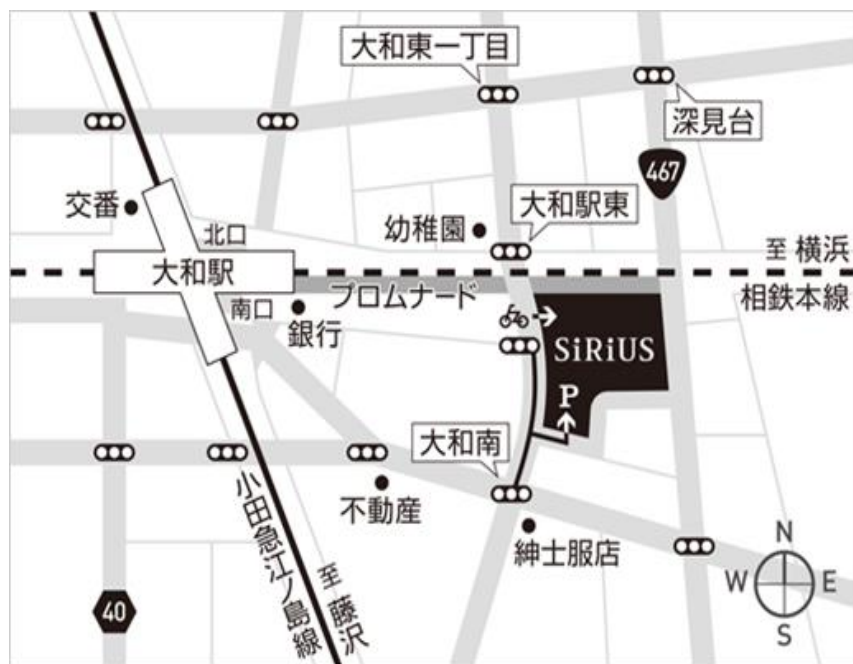 大和東一丁目
深見台
467
交番
北口
幼稚園
大和駅東
至 横浜
大和駅
プロムナード
相鉄本線
南口
銀行
SiRiUS
P
大和南
不動産
紳士服店
小田急江ノ島線
至 藤沢
40
N
W
E
S